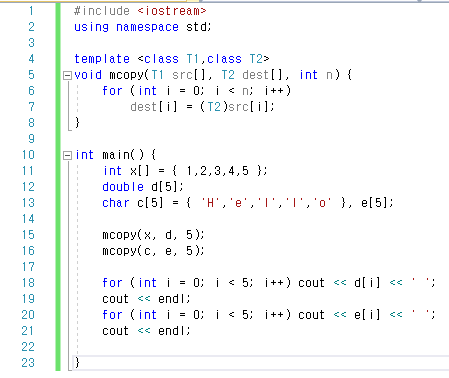 1 #include <iostream>
2 using namespace std;
3
4 template <class T1,class T2>
5 void mcopy(T1 src[], T2 dest[], int n) {
6 for (int i = 0; i < n; i++)
7 dest[i] = (T2)src[i];
8 }
9
10 int main() {
11 int x[] = { 1,2,3,4,5 };
12 double d[5];
13 char c[5] = { 'H','e','l','l','o' }, e[5];
14
15 mcopy(x, d, 5);
16 mcopy(c, e, 5);
17
18 for (int i = 0; i < 5; i++) cout << d[i] << ' ';
19 cout << endl;
20 for (int i = 0; i < 5; i++) cout << e[i] << ' ';
21 cout << endl;
22
23 }